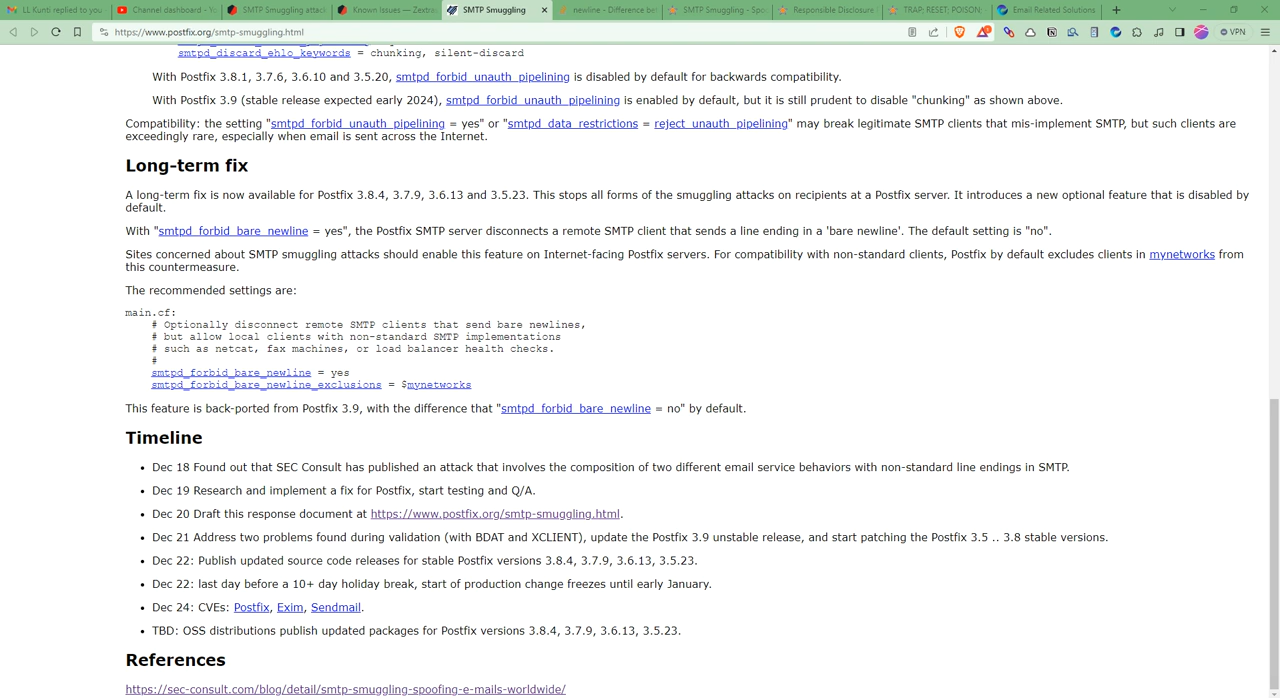 LL Kunti replied to you
Channel dashboard - Yo
SMTP Smuggling attack
Known Issues — Zextra
SMTP Smuggling
newline - Difference be
SMTP Smuggling - Spo
Responsible Disclosure
TRAP; RESET; POISON;
Email Related Solutions
https://www.postfix.org/smtp-smuggling.html
VPN
smtpd_discard_ehlo_keywords = chunking, silent-discard
With Postfix 3.8.1, 3.7.6, 3.6.10 and 3.5.20, smtpd_forbid_unauth_pipelining is disabled by default for backwards compatibility.
With Postfix 3.9 (stable release expected early 2024), smtpd_forbid_unauth_pipelining is enabled by default, but it is still prudent to disable "chunking" as shown above.
Compatibility: the setting "smtpd_forbid_unauth_pipelining = yes" or "smtpd_data_restrictions = reject_unauth_pipelining" may break legitimate SMTP clients that mis-implement SMTP, but such clients are
exceedingly rare, especially when email is sent across the Internet.
Long-term fix
A long-term fix is now available for Postfix 3.8.4, 3.7.9, 3.6.13 and 3.5.23. This stops all forms of the smuggling attacks on recipients at a Postfix server. It introduces a new optional feature that is disabled by
default.
With "smtpd_forbid_bare_newline = yes", the Postfix SMTP server disconnects a remote SMTP client that sends a line ending in a 'bare newline'. The default setting is "no".
Sites concerned about SMTP smuggling attacks should enable this feature on Internet-facing Postfix servers. For compatibility with non-standard clients, Postfix by default excludes clients in mynetworks from
this countermeasure.
The recommended settings are:
main.cf:
# Optionally disconnect remote SMTP clients that send bare newlines,
# but allow local clients with non-standard SMTP implementations
# such as netcat, fax machines, or load balancer health checks.
#
smtpd_forbid_bare_newline = yes
smtpd_forbid_bare_newline_exclusions = $mynetworks
This feature is back-ported from Postfix 3.9, with the difference that "smtpd_forbid_bare_newline = no" by default.
Timeline
• Dec 18 Found out that SEC Consult has published an attack that involves the composition of two different email service behaviors with non-standard line endings in SMTP.
• Dec 19 Research and implement a fix for Postfix, start testing and Q/A.
• Dec 20 Draft this response document at https://www.postfix.org/smtp-smuggling.html.
• Dec 21 Address two problems found during validation (with BDAT and XCLIENT), update the Postfix 3.9 unstable release, and start patching the Postfix 3.5 .. 3.8 stable versions.
• Dec 22: Publish updated source code releases for stable Postfix versions 3.8.4, 3.7.9, 3.6.13, 3.5.23.
• Dec 22: last day before a 10+ day holiday break, start of production change freezes until early January.
• Dec 24: CVEs: Postfix, Exim, Sendmail.
• TBD: OSS distributions publish updated packages for Postfix versions 3.8.4, 3.7.9, 3.6.13, 3.5.23.
References
https://sec-consult.com/blog/detail/smtp-smuggling-spoofing-e-mails-worldwide/